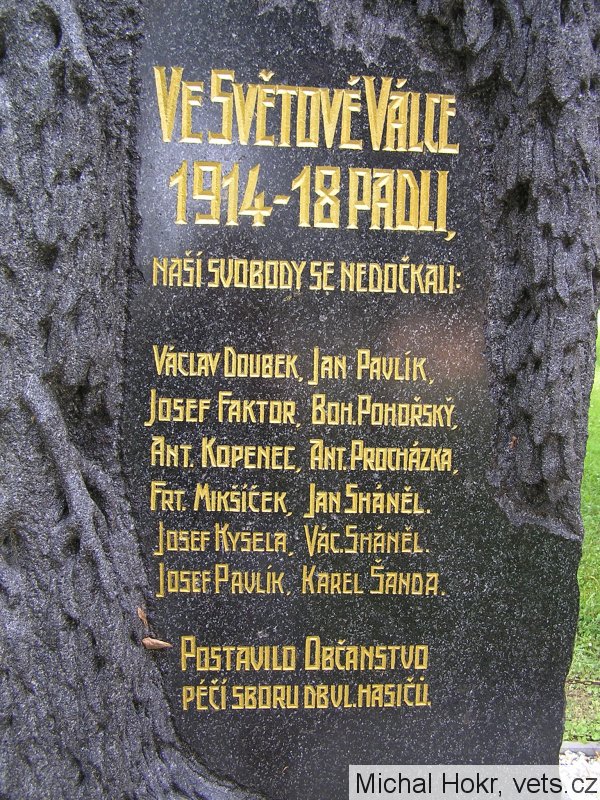 Ve Světové Válce
1914-18 padli,
naší svobody se nedočkali:
Václav Doubek, Jan Pavlík,
Josef Faktor, Boh. Pohořský,
Ant. Kopenec, Ant. Procházka,
Frt. Mikšíček, Jan Sháněl.
Josef Kysela, Vác. Sháněl.
Josef Pavlík, Karel Šanda.
Postavilo Občanstvo
péčí sboru dbvl. hasičů.
Michal Hokr, vets.cz